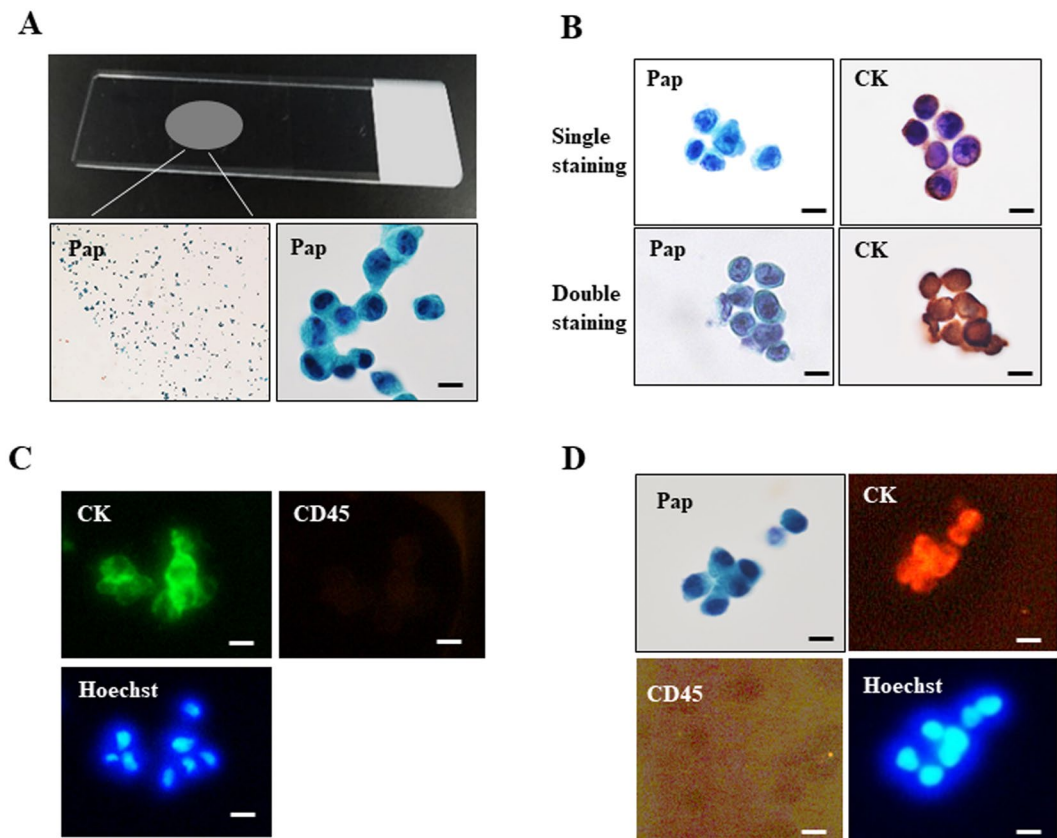 A
Pap
Pap
B
Pap
CK
Single
staining
Pap
CK
Double
staining
C
CK
CD45
Hoechst
D
Pap
CK
CD45
Hoechst